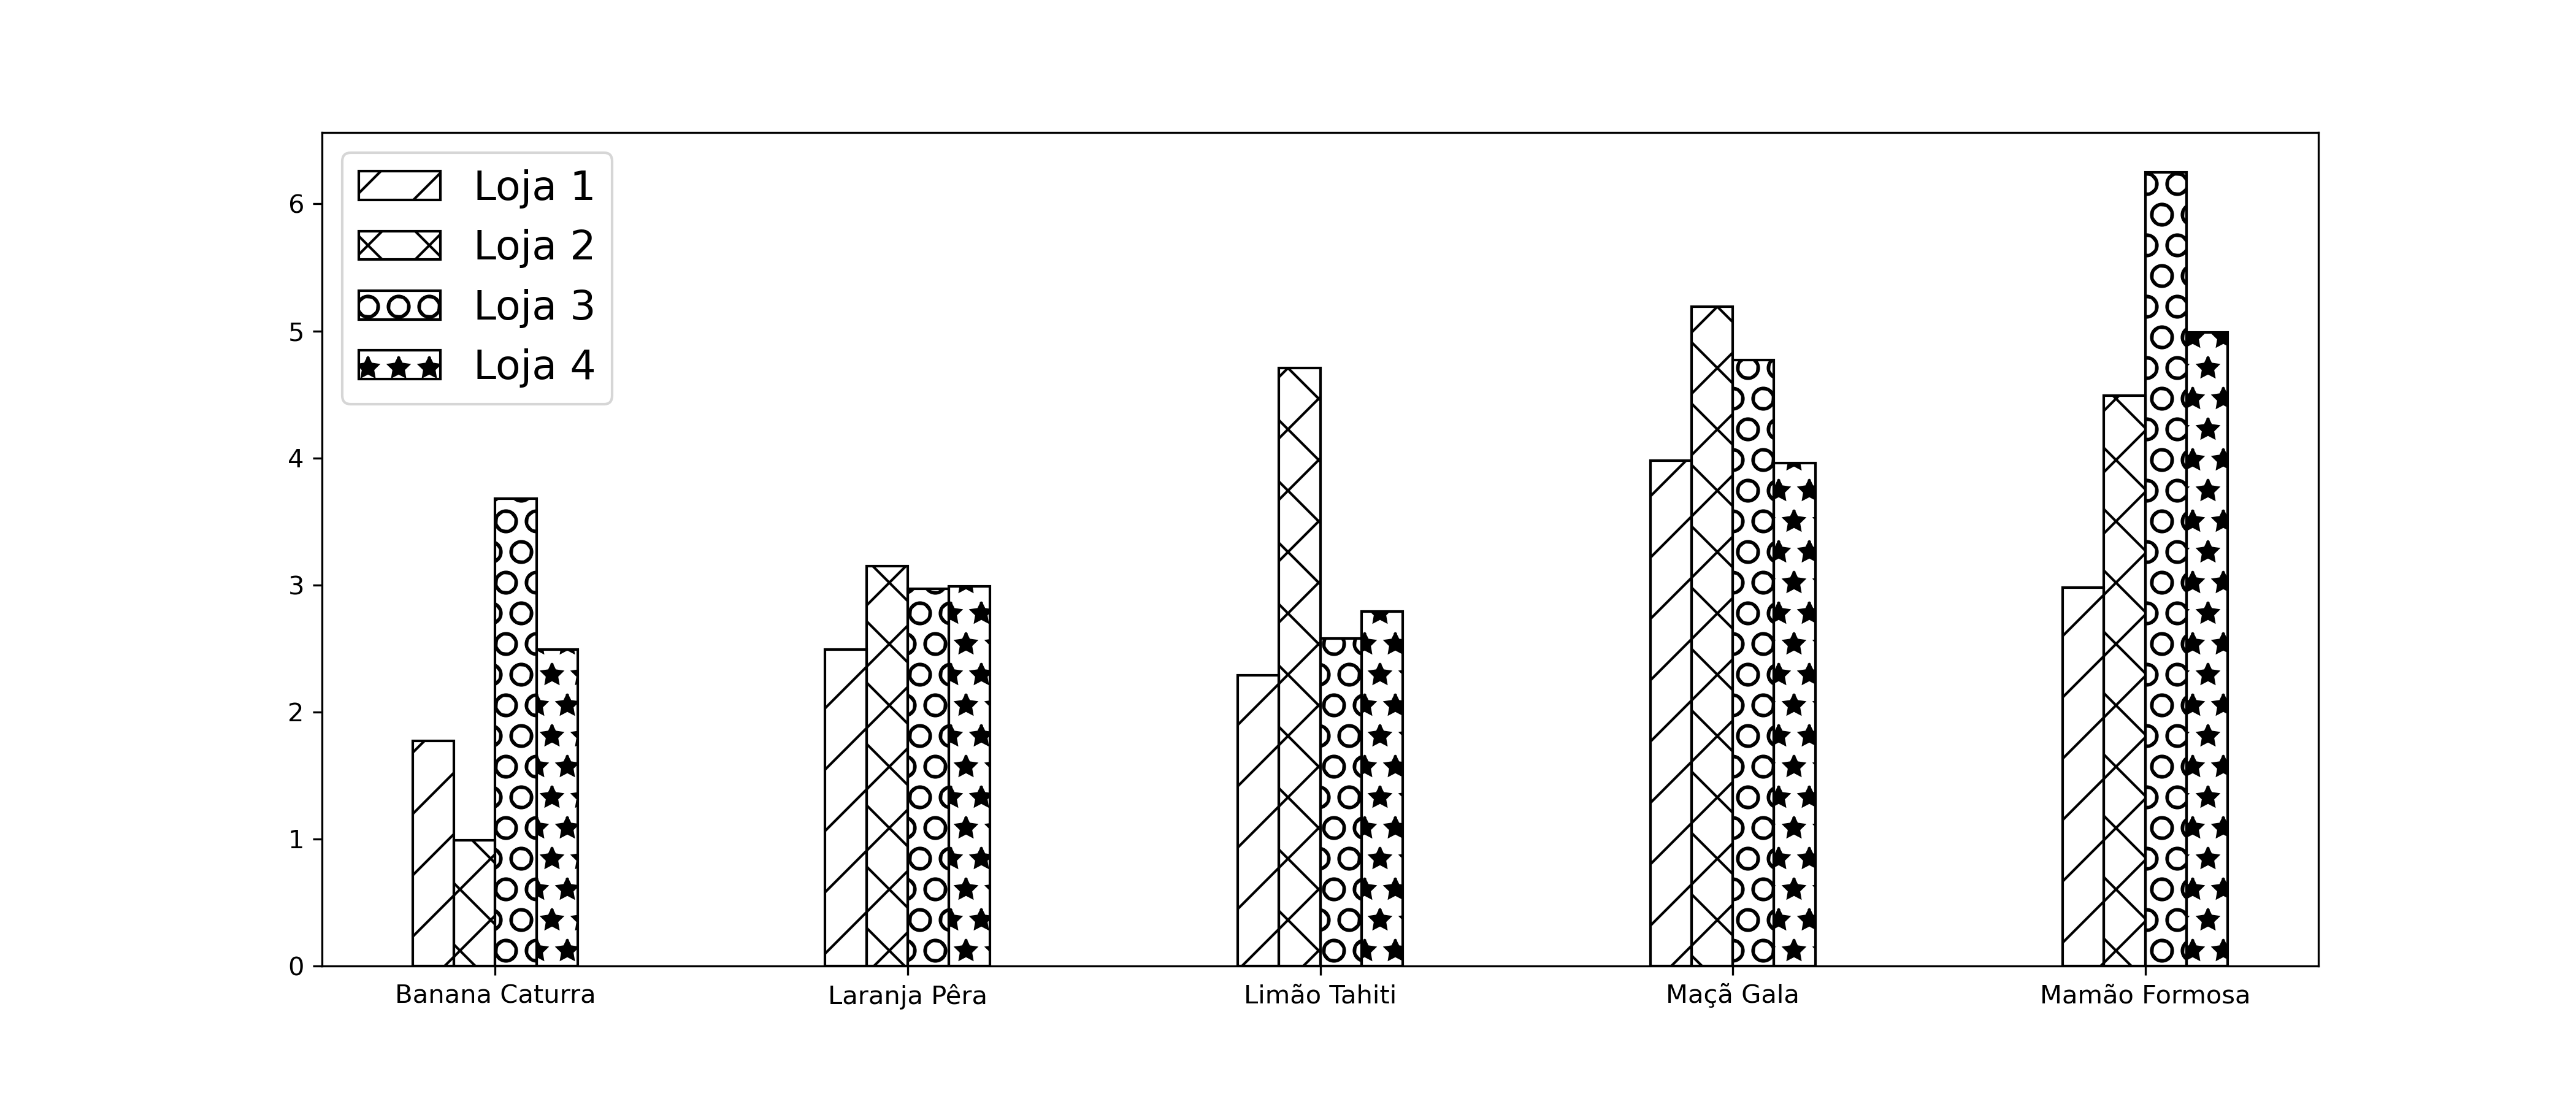 Loja 1
Loja 2
Loja 3
Loja 4
6
5
4
3
2
1
0
Banana Caturra
Laranja Pêra
Limão Tahiti
Maçã Gala
Mamão Formosa